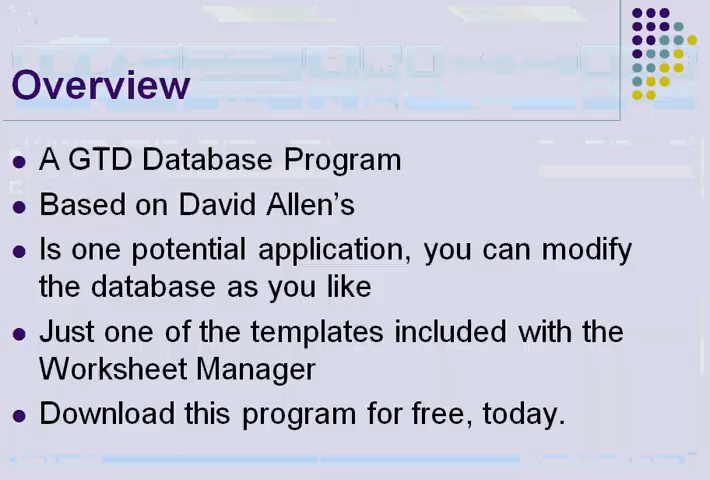 Overview
A GTD Database Program
Based on David Allen's
Is one potential application, you can modify
the database as you like
Just one of the templates included with the
Worksheet Manager
Download this program for free, today.